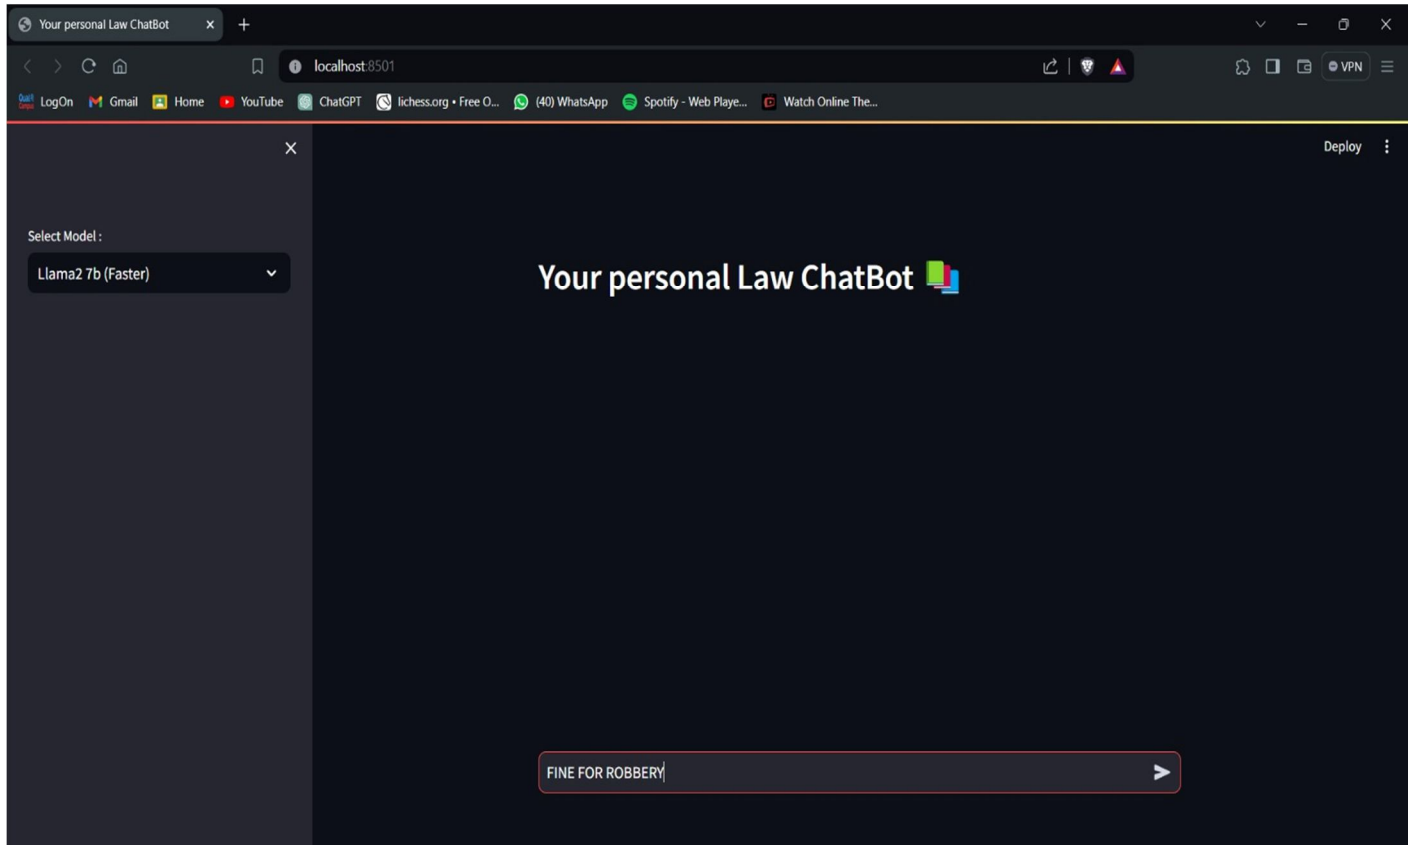 Your personal Law ChatBot
localhost:8501
VPN
LogOn Gmail Home YouTube ChatGPT lichess.org • Free O... (40) WhatsApp Spotify - Web Playe... Watch Online The...
Deploy
Select Model :
Llama2 7b (Faster)
Your personal Law ChatBot
FINE FOR ROBBERY